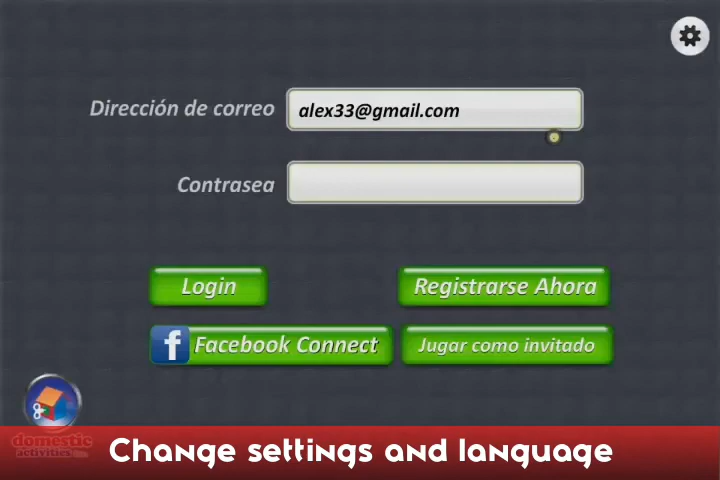 Dirección de correo
alex33@gmail.com
Contrasea
Login
Registrarse Ahora
f Facebook Connect
Jugar como invitado
domestic
activities
Change settings and language